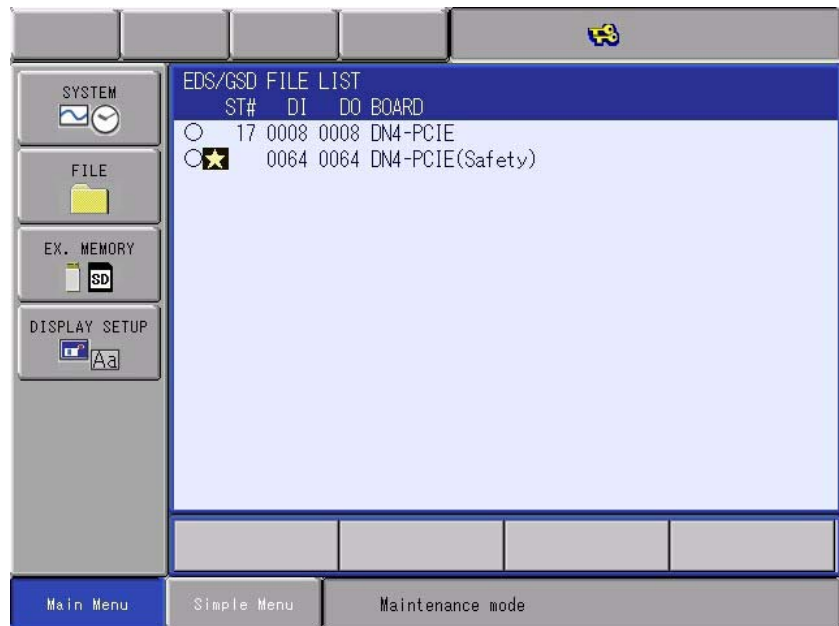 SYSTEM
FILE
EX. MEMORY
SD
DISPLAY SETUP
Aa
EDS/GSD FILE LIST
ST# DI DO BOARD
17 0008 0008 DN4-PCIE
0064 0064 DN4-PCIE(Safety)
Main Menu
Simple Menu
Maintenance mode